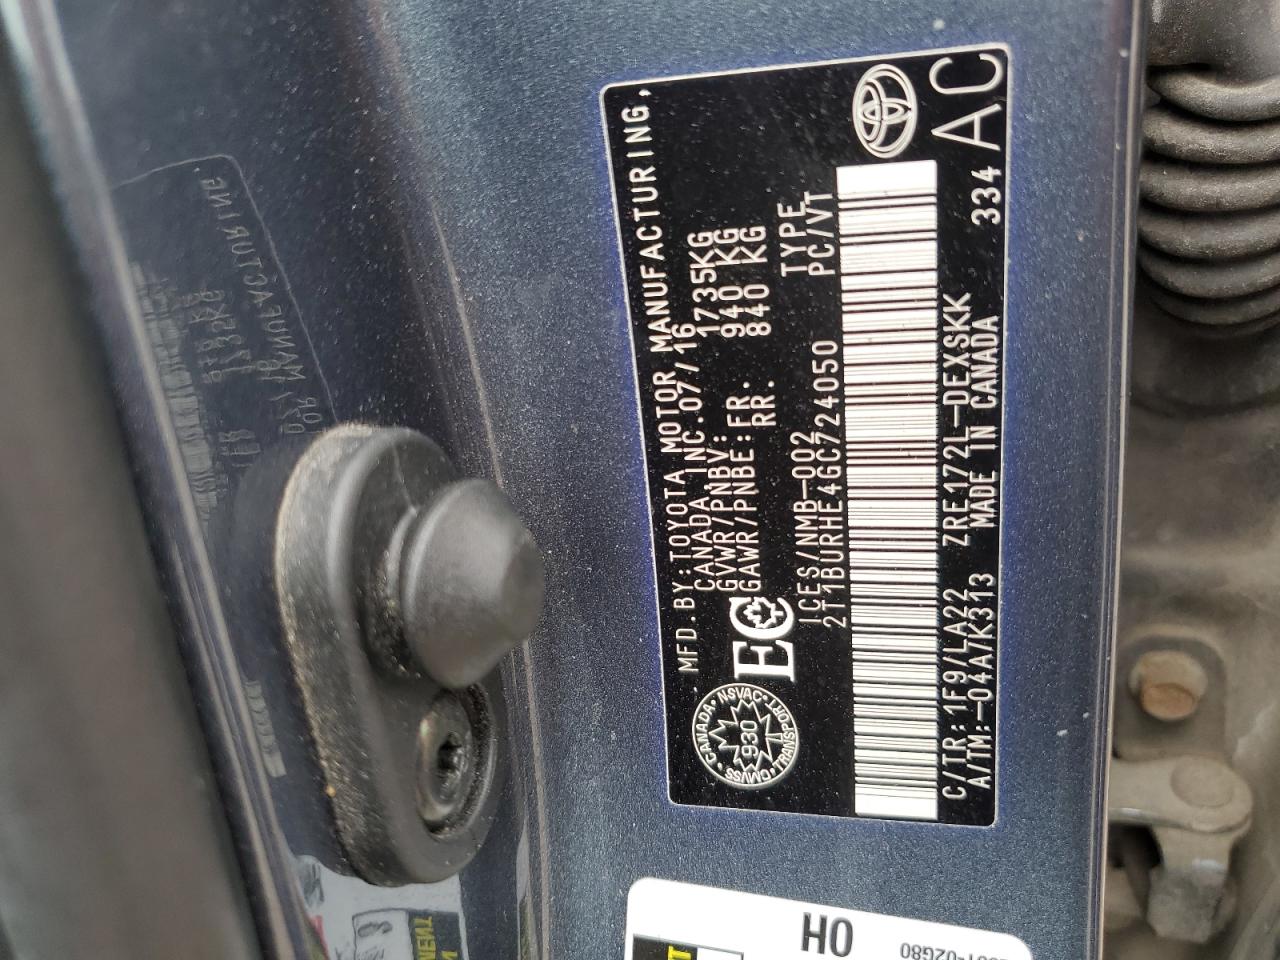 MFD.BY:TOYOTA MOTOR MANUFACTURING,
CANADA INC.07/16
GVWR/PNBV: 1735KG
GAWR/PNBE:FR. 940 KG
RR. 840 KG
CANADA NSVAC TRANSPORT CMVSS
930
EC
ICES/NMB-002 TYPE
2T1BURHE4GC724050 PC/VT
C/TR:1F9/LA22 ZRE172L-DEXSKK 334
A/TM:-04A/K313 MADE IN CANADA
AC
HO